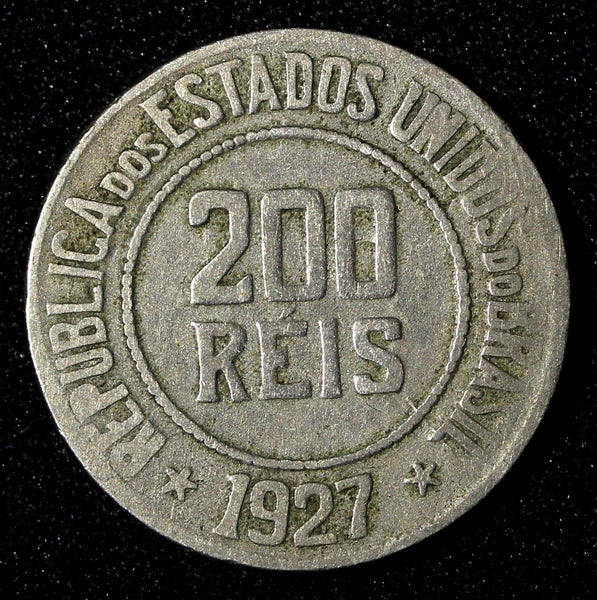 REPUBLICA DOS ESTADOS UNIDOS DO BRASIL
200
RÉIS
* 1927 *